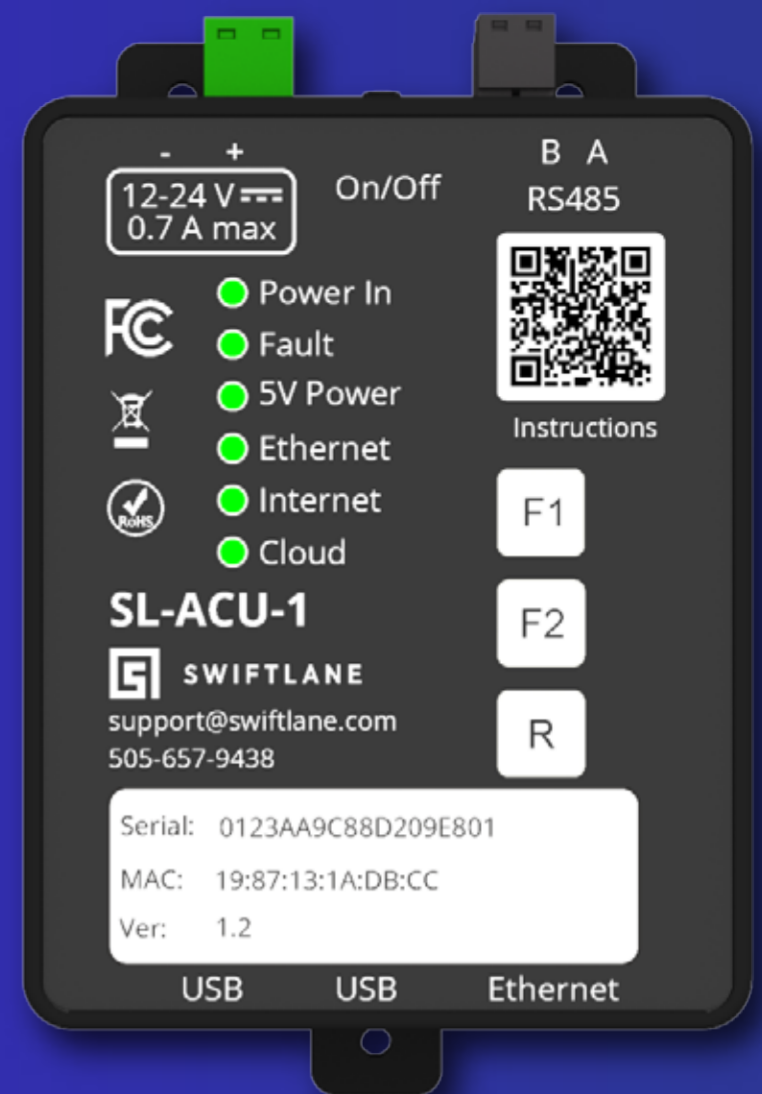 - +
12-24 V
0.7 A max
On/Off
B A
RS485
FC
Power In
Fault
5V Power
Ethernet
Internet
Cloud
RoHS
Instructions
F1
F2
R
SL-ACU-1
SWIFTLANE
support@swiftlane.com
505-657-9438
Serial: 0123AA9C88D209E801
MAC: 19:87:13:1A:DB:CC
Ver: 1.2
USB USB Ethernet